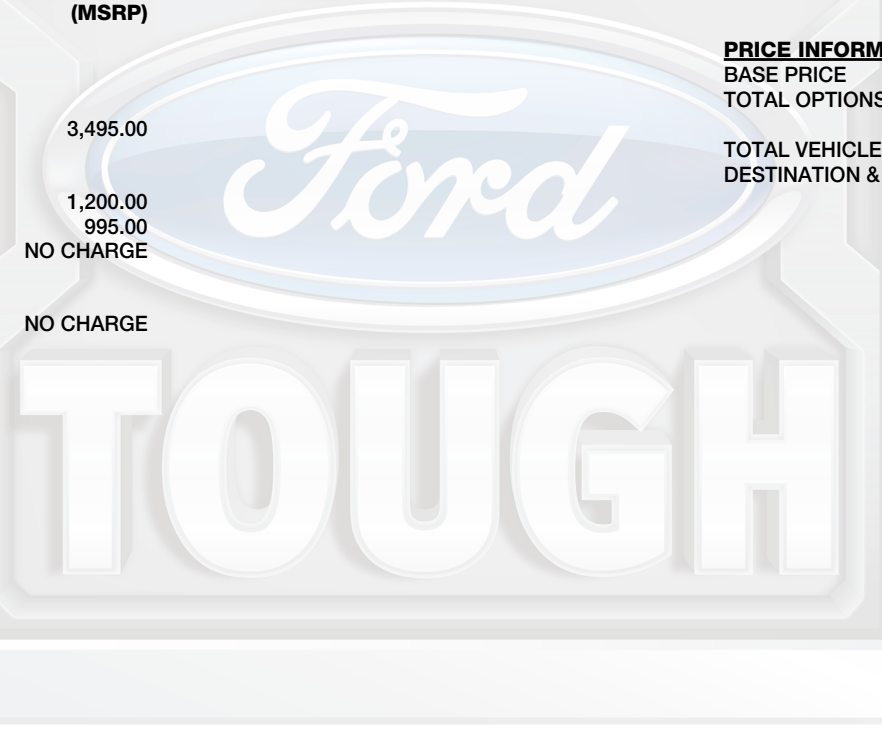 (MSRP)
3,495.00
1,200.00
995.00
NO CHARGE
NO CHARGE
PRICE INFORM
BASE PRICE
TOTAL OPTIONS
TOTAL VEHICLE
DESTINATION &
Ford
TOUGH